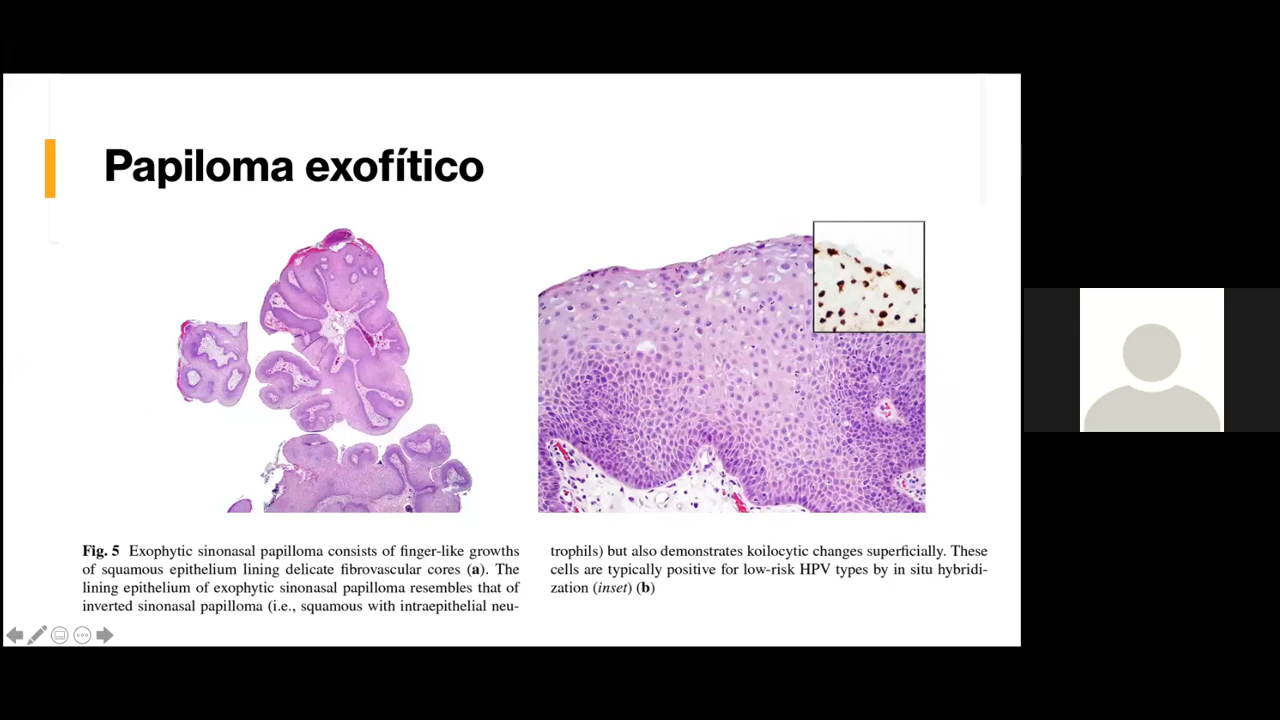 Papiloma exofítico
Fig. 5 Exophytic sinonasal papilloma consists of finger-like growths
of squamous epithelium lining delicate fibrovascular cores (a). The
lining epithelium of exophytic sinonasal papilloma resembles that of
inverted sinonasal papilloma (i.e., squamous with intraepithelial neu-
trophils) but also demonstrates koilocytic changes superficially. These
cells are typically positive for low-risk HPV types by in situ hybridi-
zation (inset) (b)